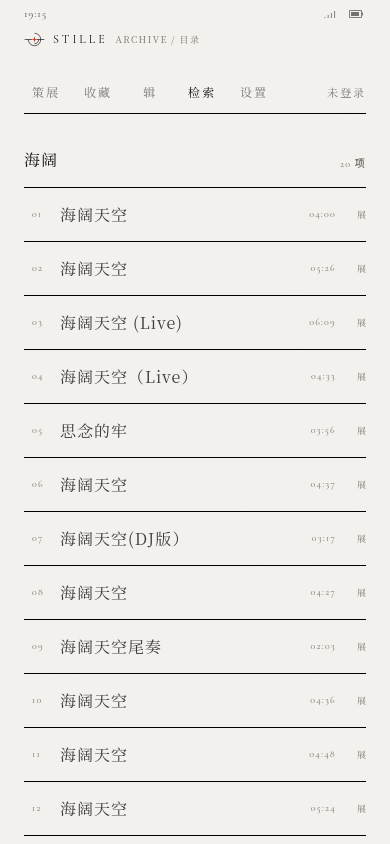 19:15
STILLE ARCHIVE / 目录
策展 收藏 辑 检索 设置 未登录
海阔 20 项
01 海阔天空 04:00 展
02 海阔天空 05:26 展
03 海阔天空 (Live) 06:09 展
04 海阔天空（Live） 04:33 展
05 思念的牢 03:56 展
06 海阔天空 04:37 展
07 海阔天空(DJ版） 03:17 展
08 海阔天空 04:27 展
09 海阔天空尾奏 02:03 展
10 海阔天空 04:36 展
11 海阔天空 04:48 展
12 海阔天空 05:24 展